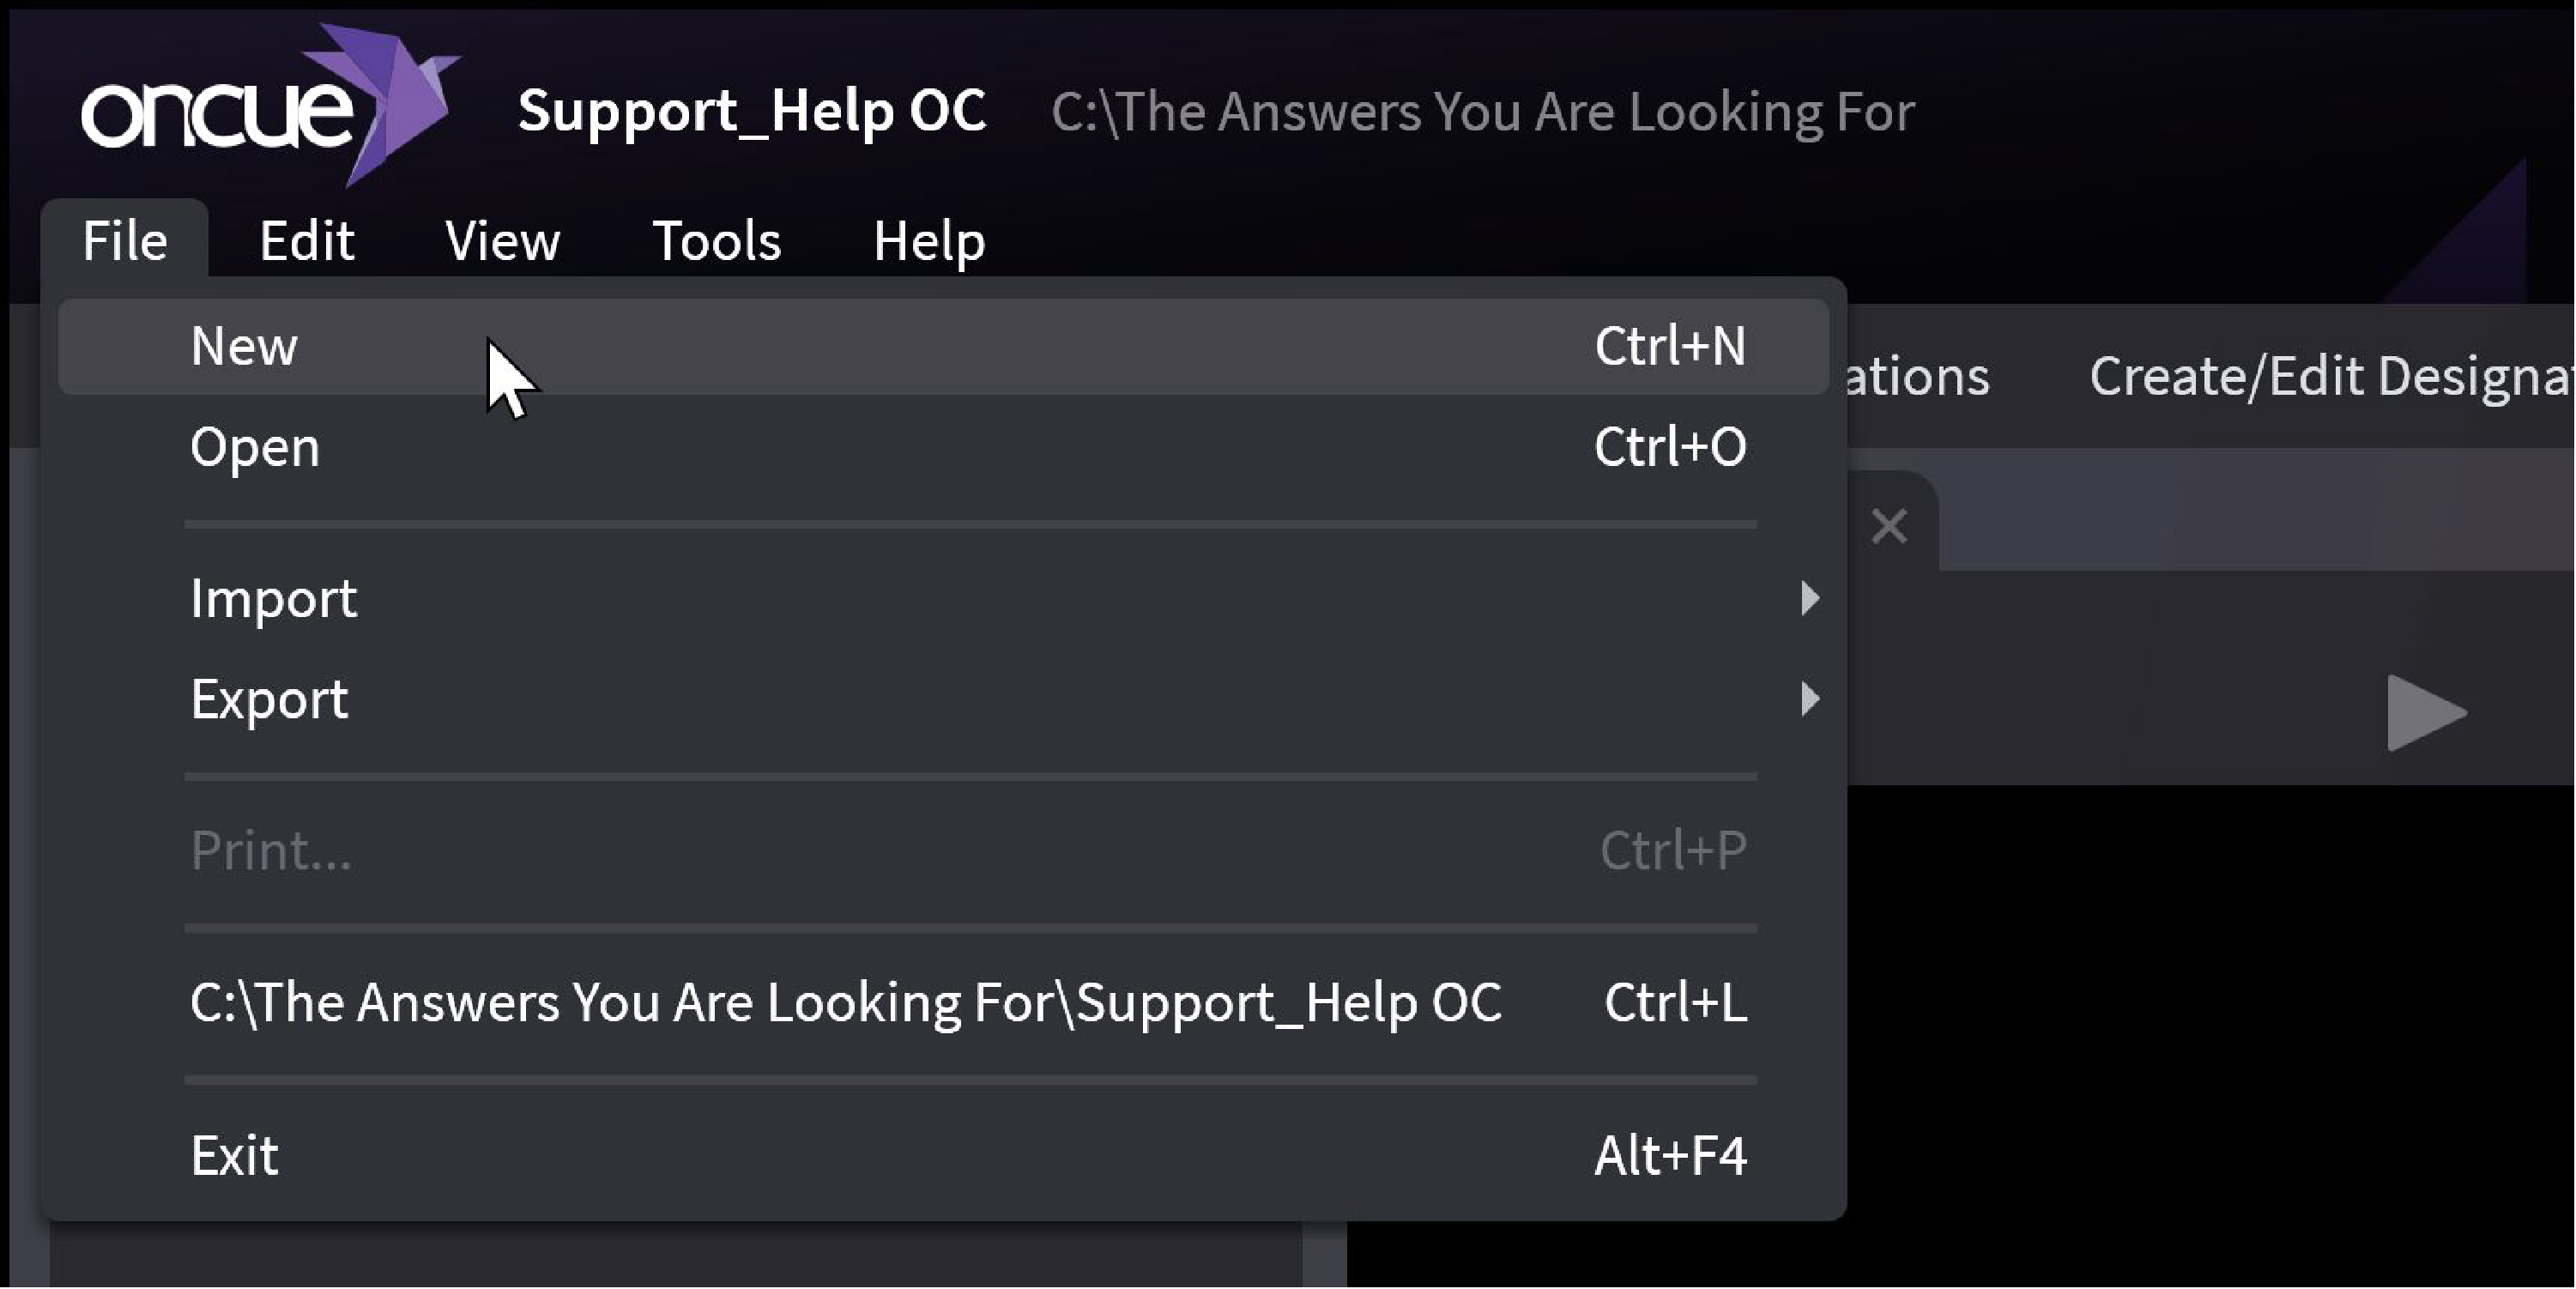 oncue Support_Help OC C:\The Answers You Are Looking For
File Edit View Tools Help
New Ctrl+N
ations Create/Edit Designat
Open Ctrl+O
Import
Export
Print... Ctrl+P
C:\The Answers You Are Looking For\Support_Help OC Ctrl+L
Exit Alt+F4